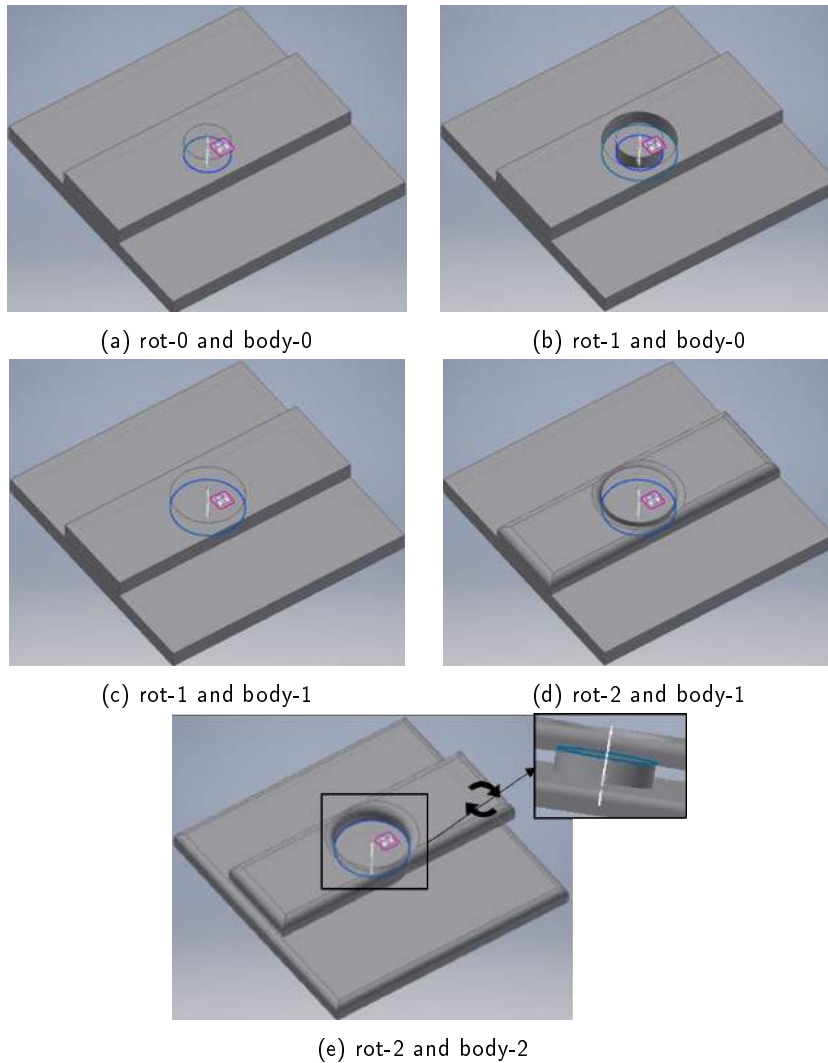 (a) rot-0 and body-0
(b) rot-1 and body-0
(c) rot-1 and body-1
(d) rot-2 and body-1
(e) rot-2 and body-2